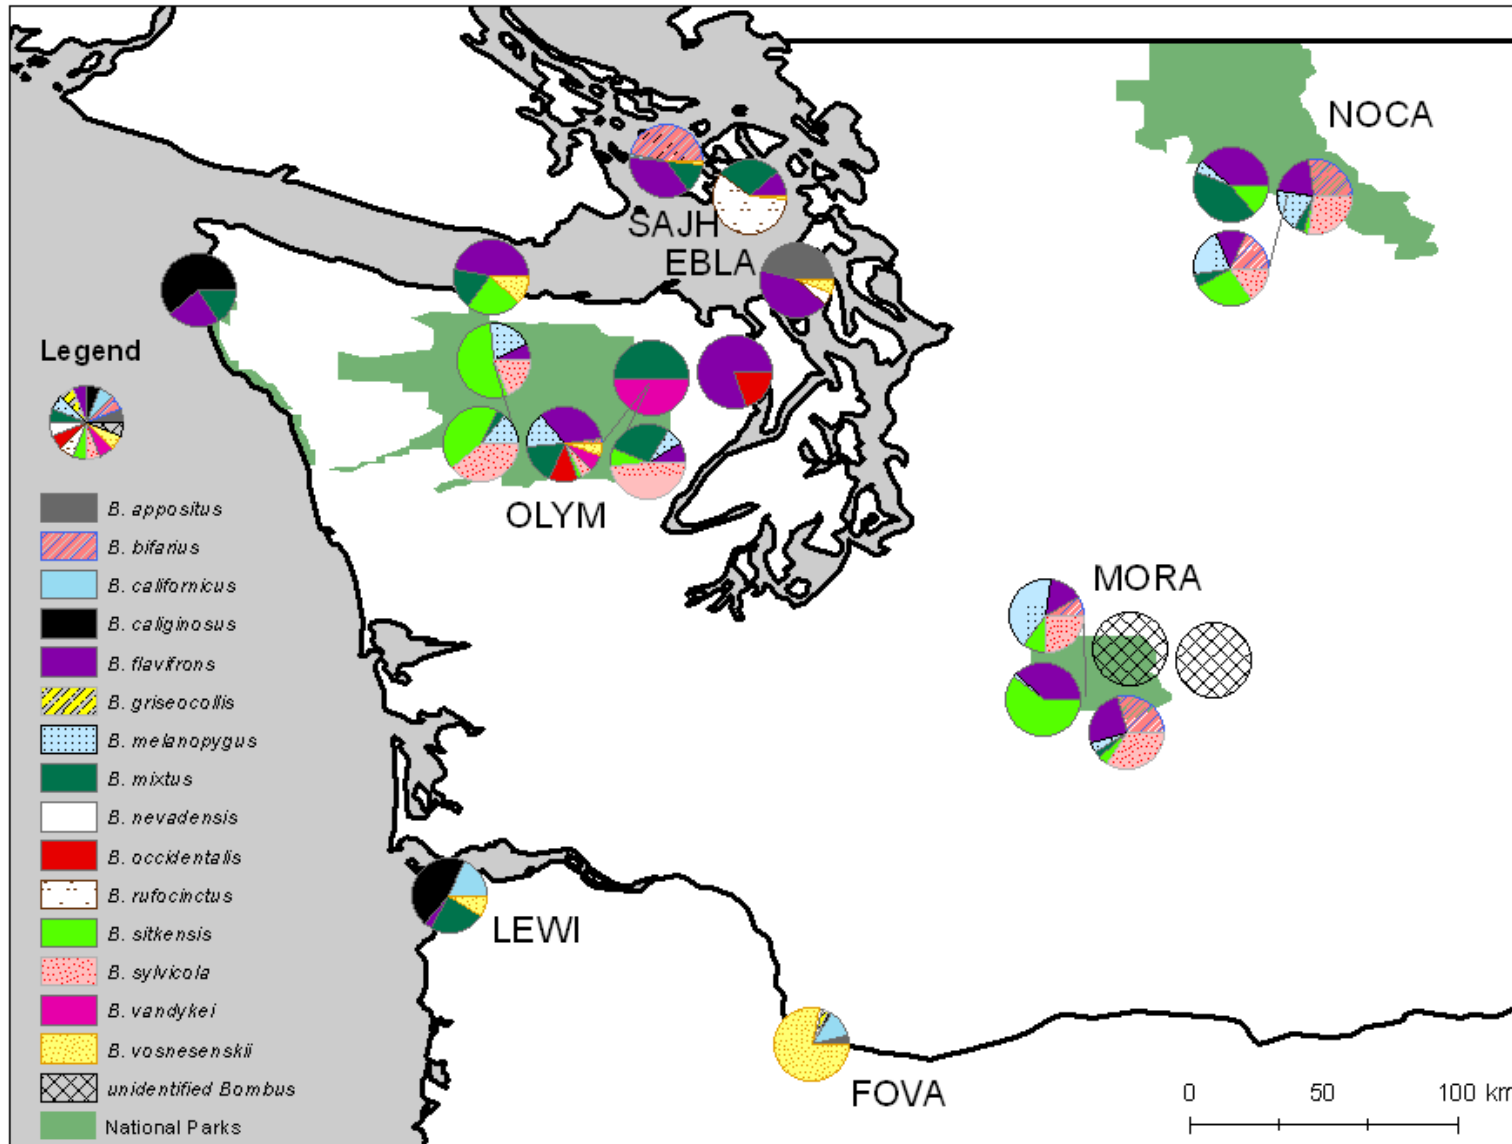 NOCA
SAJH
EBLA
Legend
OLYM
MORA
B. appositus
B. bifarius
B. californicus
B. caliginosus
B. flavifrons
B. griseocollis
B. melanopygus
B. mixtus
B. nevadensis
B. occidentalis
B. rufocinctus
B. sitkensis
B. sylvicola
B. vandykei
B. vosnesenskii
unidentified Bombus
National Parks
LEWI
FOVA
0 50 100 km